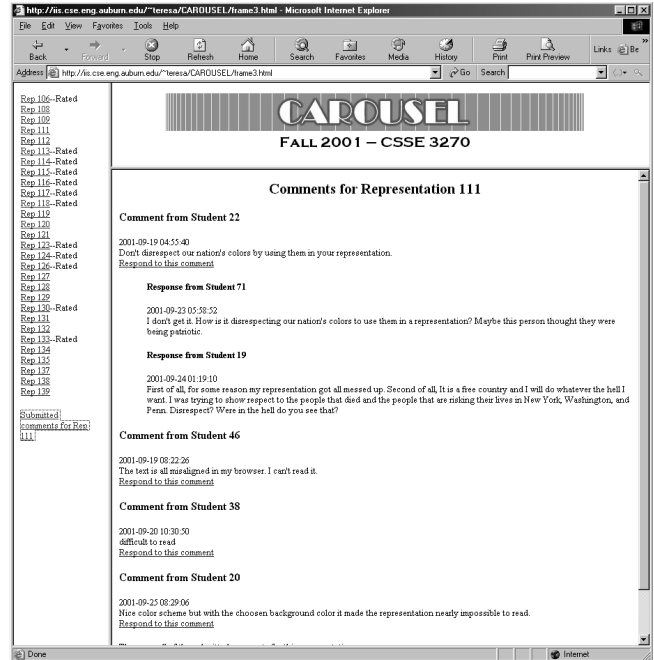 http://iis.cse.eng.auburn.edu/~teresa/CAROUSEL/frame3.html - Microsoft Internet Explorer
File Edit View Favorites Tools Help
Back Forward Stop Refresh Home Search Favorites Media History Print Print Preview Links Be »
Address http://iis.cse.eng.auburn.edu/~teresa/CAROUSEL/frame3.html Go Search
Rep 106--Rated
Rep 108
Rep 109
Rep 111
Rep 112
Rep 113--Rated
Rep 114--Rated
Rep 115--Rated
Rep 116--Rated
Rep 117--Rated
Rep 118--Rated
Rep 119
Rep 120
Rep 121
Rep 123--Rated
Rep 124--Rated
Rep 126--Rated
Rep 127
Rep 128
Rep 129
Rep 130--Rated
Rep 131
Rep 132
Rep 133--Rated
Rep 134
Rep 135
Rep 137
Rep 138
Rep 139
Submitted
comments for Rep
111
CAROUSEL
FALL 2001 – CSSE 3270
Comments for Representation 111
Comment from Student 22
2001-09-19 04:55:40
Don't disrespect our nation's colors by using them in your representation.
Respond to this comment
Response from Student 71
2001-09-23 05:58:52
I don't get it. How is it disrespecting our nation's colors to use them in a representation? Maybe this person thought they were
being patriotic.
Response from Student 19
2001-09-24 01:19:10
First of all, for some reason my representation got all messed up. Second of all, It is a free country and I will do whatever the hell I
want. I was trying to show respect to the people that died and the people that are risking their lives in New York, Washington, and
Penn. Disrespect? Were in the hell do you see that?
Comment from Student 46
2001-09-19 08:22:26
The text is all misaligned in my browser. I can't read it.
Respond to this comment
Comment from Student 38
2001-09-20 10:30:50
difficult to read
Respond to this comment
Comment from Student 20
2001-09-25 08:29:06
Nice color scheme but with the choosen background color it made the representation nearly impossible to read.
Respond to this comment
Done Internet